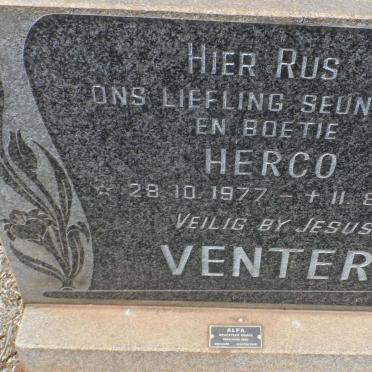 HIER RUS
ONS LIEFLING SEUN
EN BOETIE
HERCO
☆ 28.10.1977 – + 11.
VEILIG BY JESUS
VENTER
ALFA